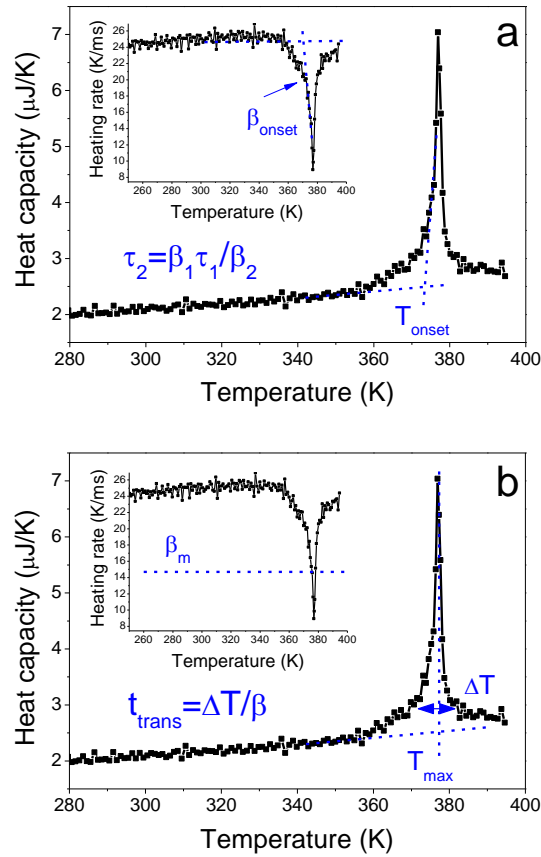 a
Heat capacity (μJ/K)
7
6
5
4
3
2
280 300 320 340 360 380 400
Temperature (K)
Heating rate (K/ms)
26
24
22
20
18
16
14
12
10
8
260 280 300 320 340 360 380 400
Temperature (K)
β_onset
τ₂=β₁τ₁/β₂
T_onset
b
Heat capacity (μJ/K)
7
6
5
4
3
2
280 300 320 340 360 380 400
Temperature (K)
Heating rate (K/ms)
26
24
22
20
18
16
14
12
10
8
260 280 300 320 340 360 380 400
Temperature (K)
β_m
t_trans=ΔT/β
ΔT
T_max